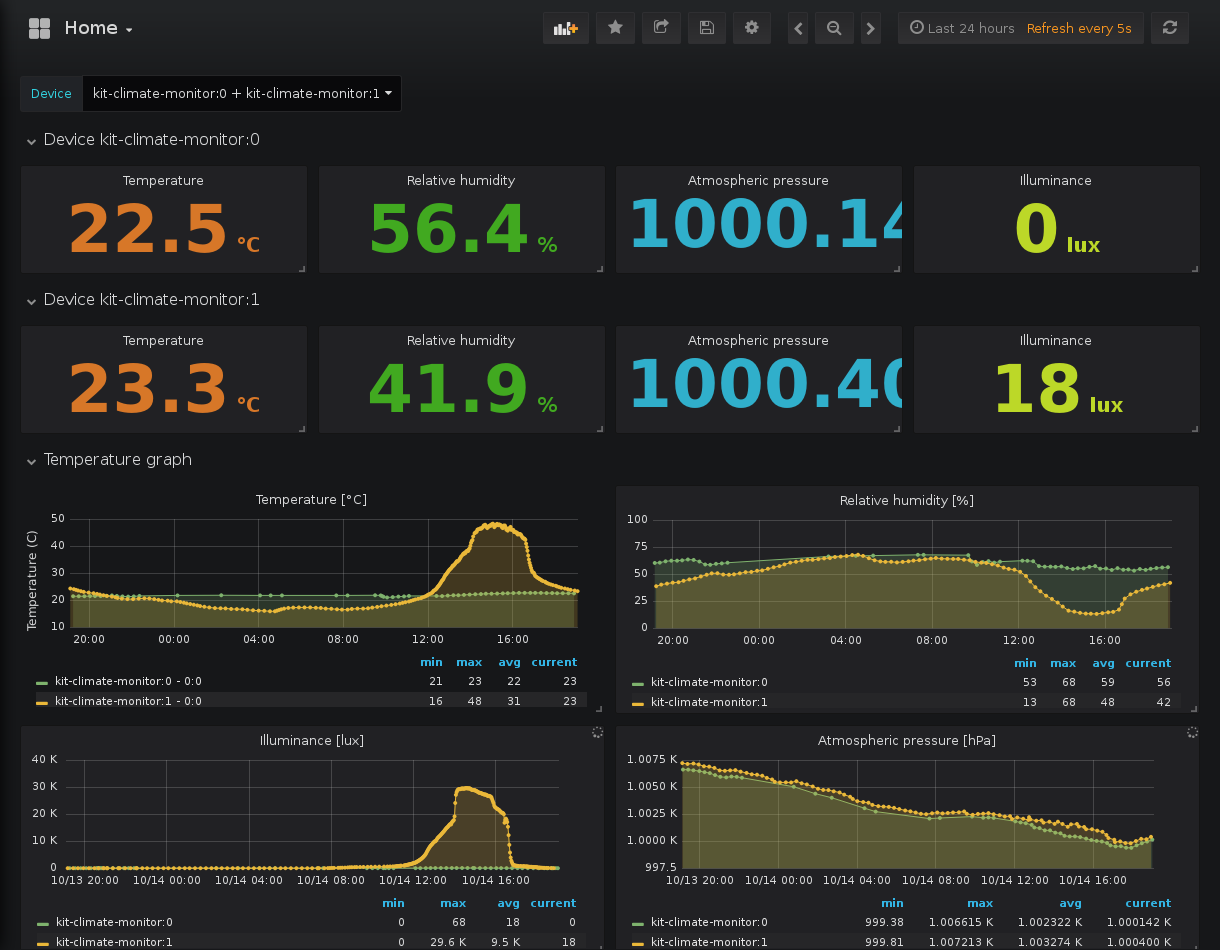 Home
Last 24 hours Refresh every 5s
Device kit-climate-monitor:0 + kit-climate-monitor:1
Device kit-climate-monitor:0
Temperature Relative humidity Atmospheric pressure Illuminance
22.5 °C 56.4 % 1000.14 0 lux
Device kit-climate-monitor:1
Temperature Relative humidity Atmospheric pressure Illuminance
23.3 °C 41.9 % 1000.40 18 lux
Temperature graph
Temperature [°C]
Temperature (C)
50
40
30
20
10
20:00 00:00 04:00 08:00 12:00 16:00
min max avg current
kit-climate-monitor:0 - 0:0 21 23 22 23
kit-climate-monitor:1 - 0:0 16 48 31 23
Relative humidity [%]
100
75
50
25
0
20:00 00:00 04:00 08:00 12:00 16:00
min max avg current
kit-climate-monitor:0 53 68 59 56
kit-climate-monitor:1 13 68 48 42
Illuminance [lux]
40 K
30 K
20 K
10 K
0
10/13 20:00 10/14 00:00 10/14 04:00 10/14 08:00 10/14 12:00 10/14 16:00
min max avg current
kit-climate-monitor:0 0 68 18 0
kit-climate-monitor:1 0 29.6 K 9.5 K 18
Atmospheric pressure [hPa]
1.0075 K
1.0050 K
1.0025 K
1.0000 K
997.5
10/13 20:00 10/14 00:00 10/14 04:00 10/14 08:00 10/14 12:00 10/14 16:00
min max avg current
kit-climate-monitor:0 999.38 1.006615 K 1.002322 K 1.000142 K
kit-climate-monitor:1 999.81 1.007213 K 1.003274 K 1.000400 K